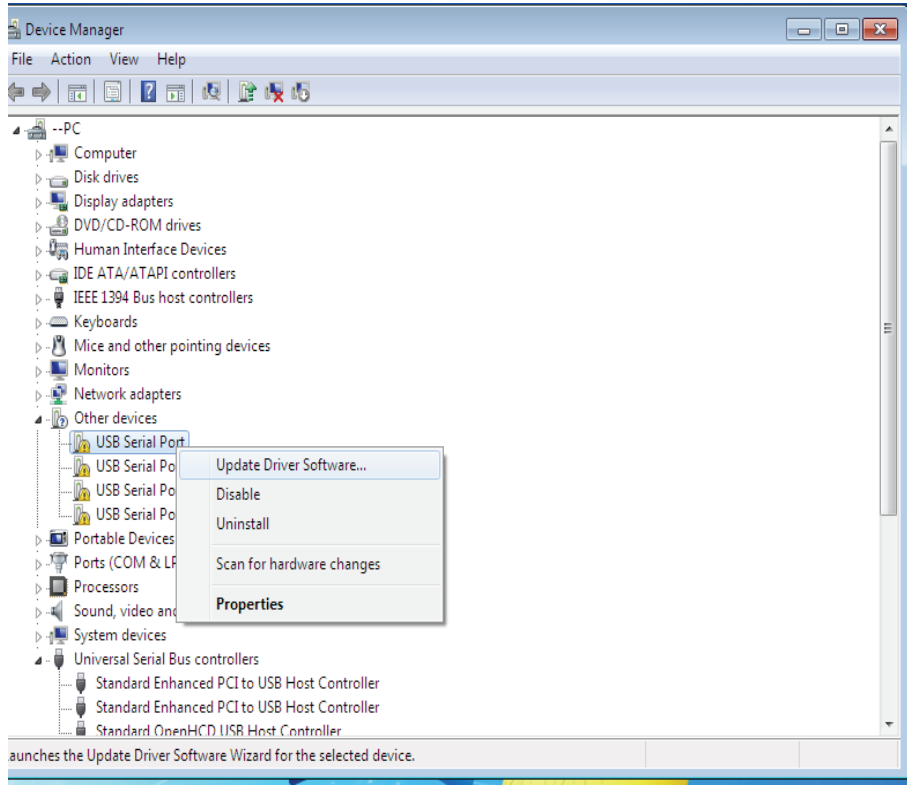 Device Manager
File Action View Help
--PC
Computer
Disk drives
Display adapters
DVD/CD-ROM drives
Human Interface Devices
IDE ATA/ATAPI controllers
IEEE 1394 Bus host controllers
Keyboards
Mice and other pointing devices
Monitors
Network adapters
Other devices
USB Serial Port
USB Serial Po
USB Serial Po
USB Serial Po
Update Driver Software...
Disable
Uninstall
Scan for hardware changes
Properties
Portable Devices
Ports (COM & LP
Processors
Sound, video and
System devices
Universal Serial Bus controllers
Standard Enhanced PCI to USB Host Controller
Standard Enhanced PCI to USB Host Controller
Standard OpenHCD USB Host Controller
aunches the Update Driver Software Wizard for the selected device.